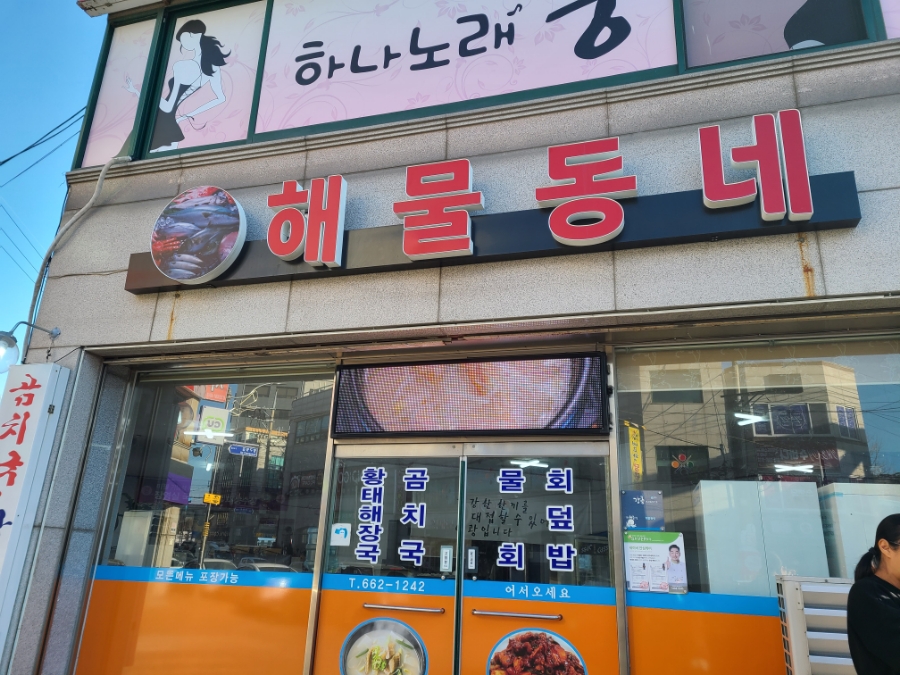 하나노래
해물동네
곰치국
황태해장국
곰치국
물회
회덮밥
모든메뉴 포장가능
T.662-1242
어서오세요
CU